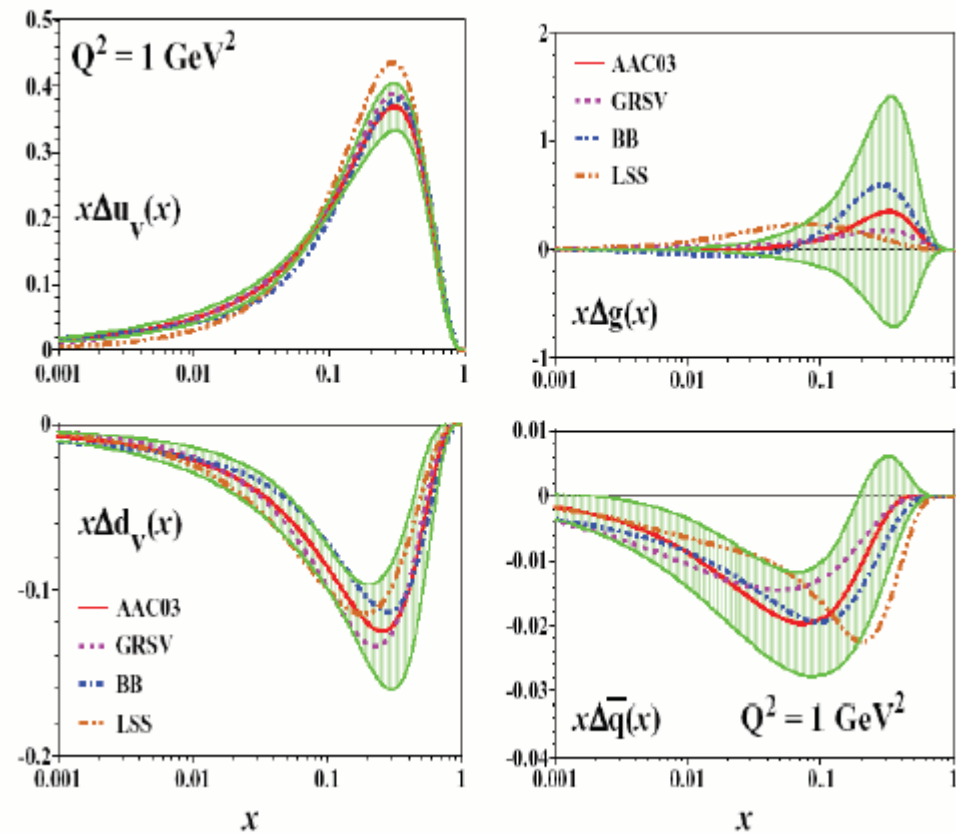 0.5
Q² = 1 GeV²
0.4
0.3
xΔu_v(x)
0.2
0.1
0
0.001 0.01 0.1 1
2
AAC03
GRSV
BB
LSS
1
0
xΔg(x)
-1
0.001 0.01 0.1 1
0
xΔd_v(x)
-0.1
AAC03
GRSV
BB
LSS
-0.2
0.001 0.01 0.1 1
x
0.01
0
-0.01
-0.02
-0.03
xΔq̅(x) Q² = 1 GeV²
-0.04
0.001 0.01 0.1 1
x